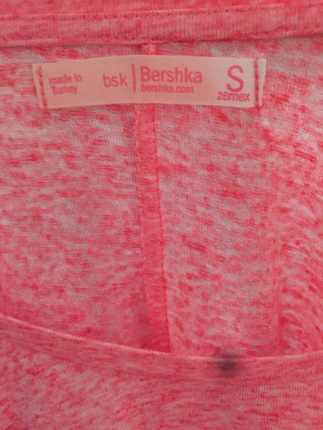 made in
Turkey
bsk | Bershka
Bershka.com
S
26mex